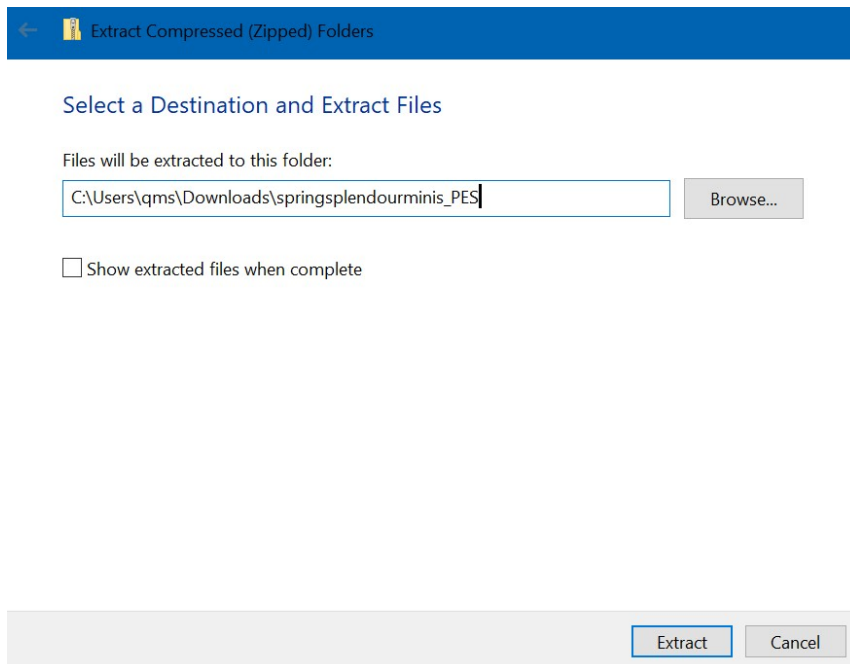 Extract Compressed (Zipped) Folders
Select a Destination and Extract Files
Files will be extracted to this folder:
C:\Users\qms\Downloads\springsplendourminis_PES
Browse...
Show extracted files when complete
Extract
Cancel